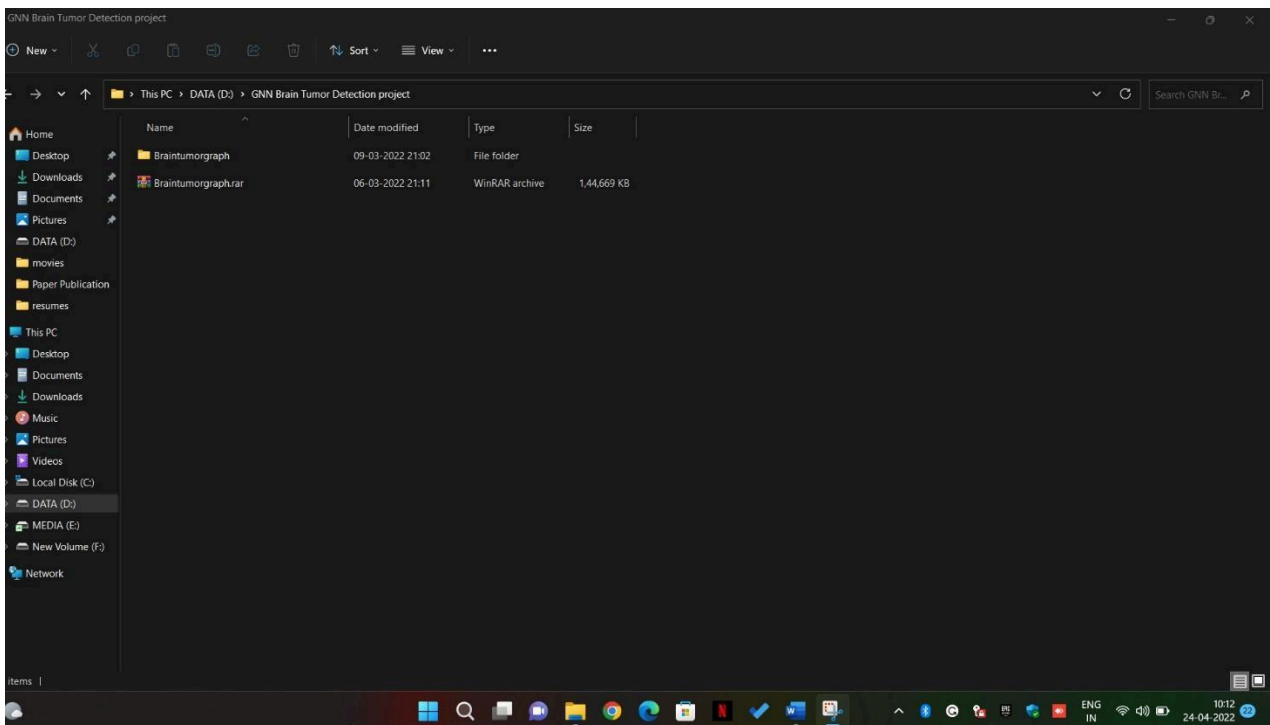 GNN Brain Tumor Detection project
New Sort View
This PC DATA (D:) GNN Brain Tumor Detection project Search GNN Br...
Name Date modified Type Size
Braintumorgraph 09-03-2022 21:02 File folder
Braintumorgraph.rar 06-03-2022 21:11 WinRAR archive 1,44,669 KB
Home
Desktop
Downloads
Documents
Pictures
DATA (D:)
movies
Paper Publication
resumes
This PC
Desktop
Documents
Downloads
Music
Pictures
Videos
Local Disk (C:)
DATA (D:)
MEDIA (E:)
New Volume (F:)
Network
items
ENG 10:12
IN 24-04-2022 22